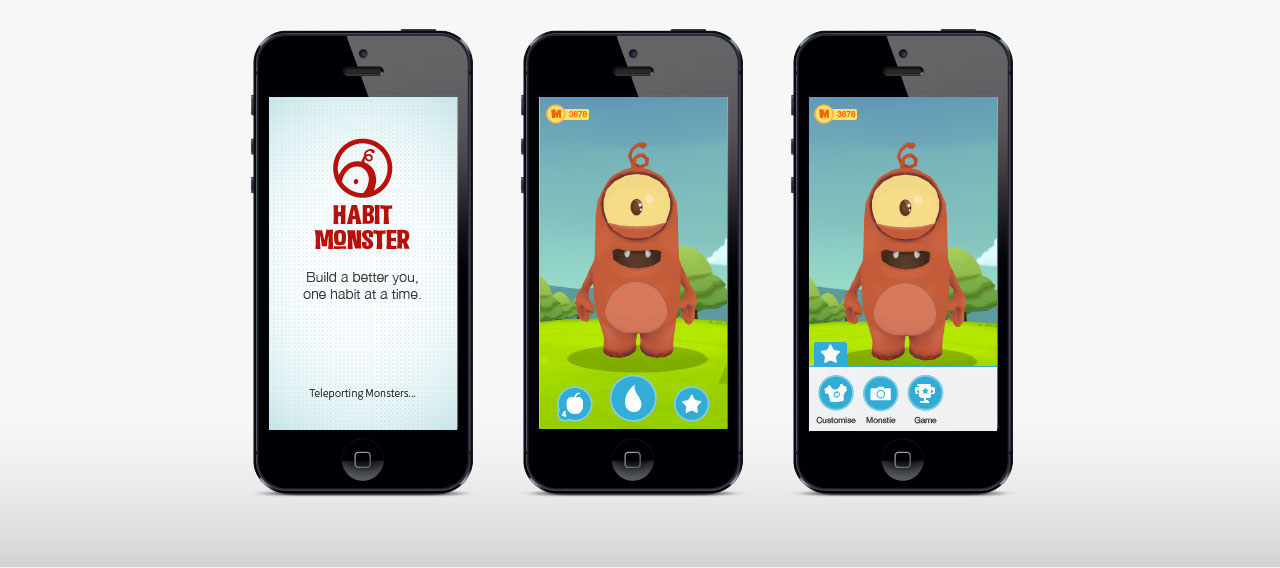 HABIT
MONSTER
Build a better you,
one habit at a time.
Teleporting Monsters...
M 3678
4
M 3678
Customise Monstie Game